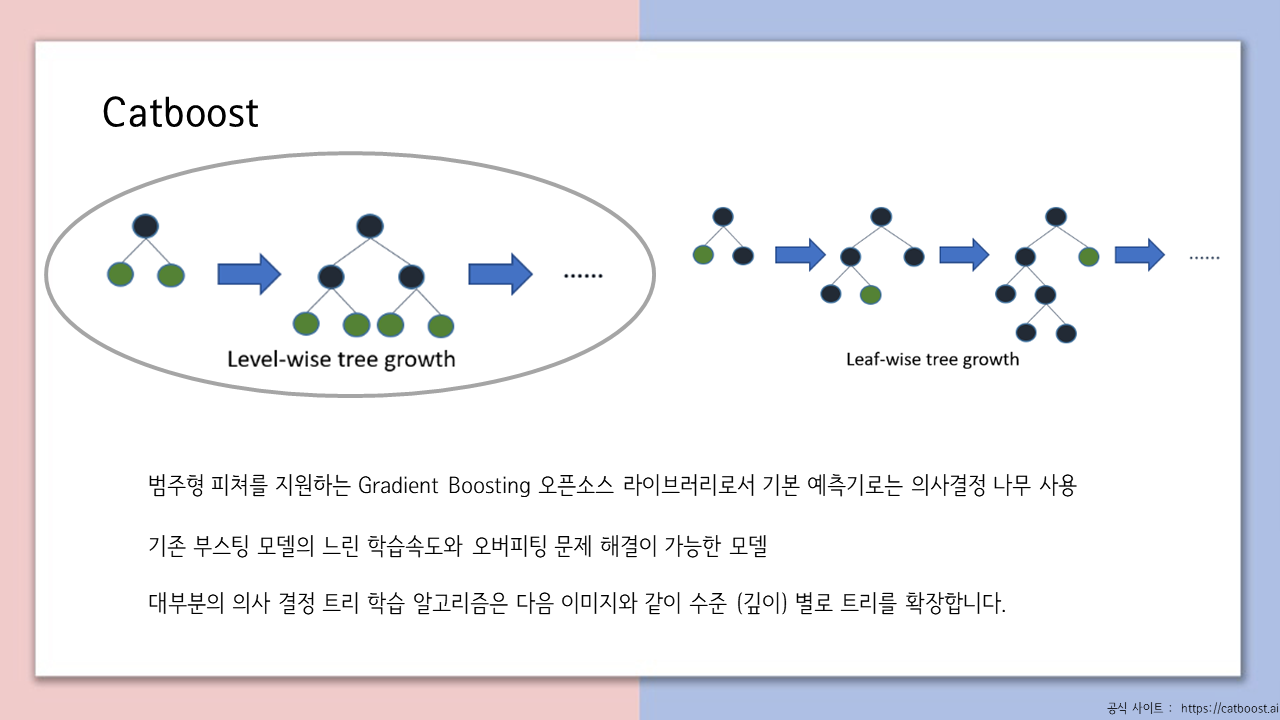 Catboost
......
......
Level-wise tree growth
Leaf-wise tree growth
범주형 피쳐를 지원하는 Gradient Boosting 오픈소스 라이브러리로서 기본 예측기로는 의사결정 나무 사용
기존 부스팅 모델의 느린 학습속도와 오버피팅 문제 해결이 가능한 모델
대부분의 의사 결정 트리 학습 알고리즘은 다음 이미지와 같이 수준 (깊이) 별로 트리를 확장합니다.
공식 사이트 : https://catboost.ai